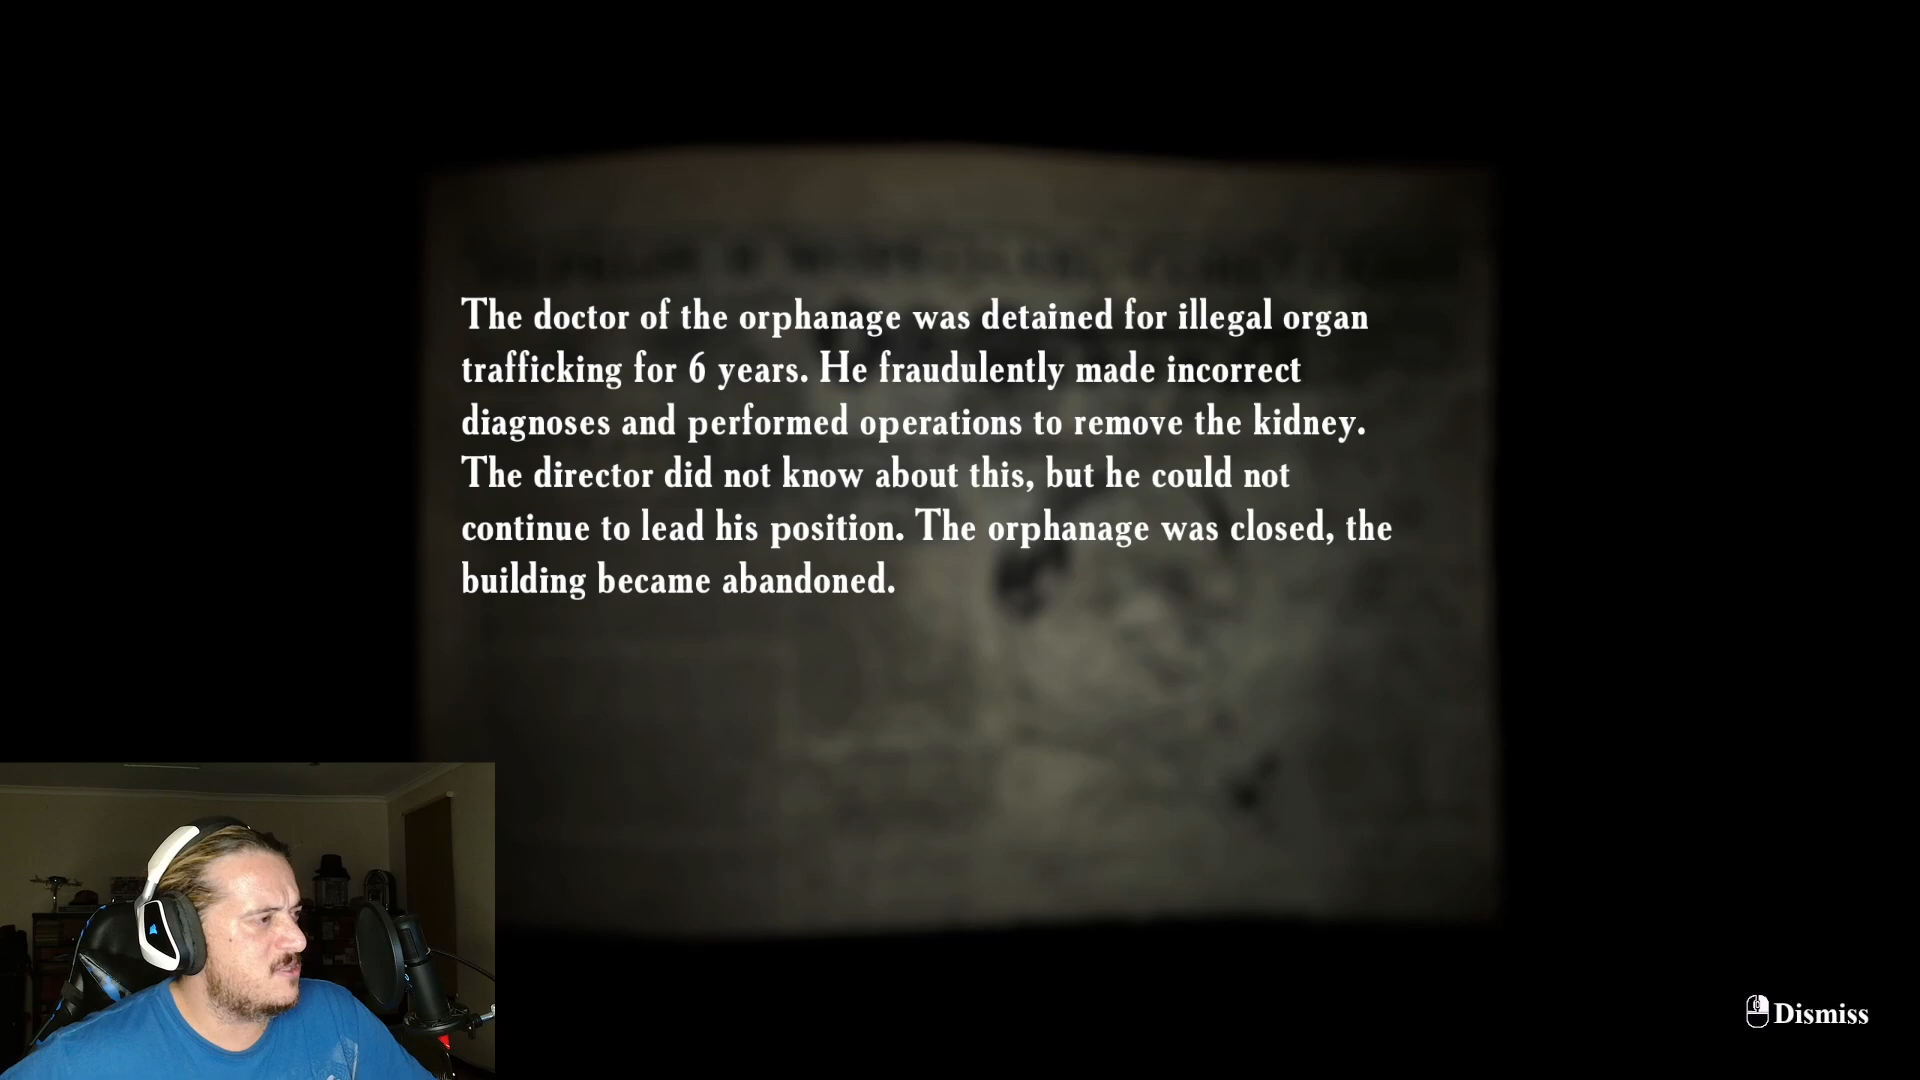 The doctor of the orphanage was detained for illegal organ
trafficking for 6 years. He fraudulently made incorrect
diagnoses and performed operations to remove the kidney.
The director did not know about this, but he could not
continue to lead his position. The orphanage was closed, the
building became abandoned.
Dismiss